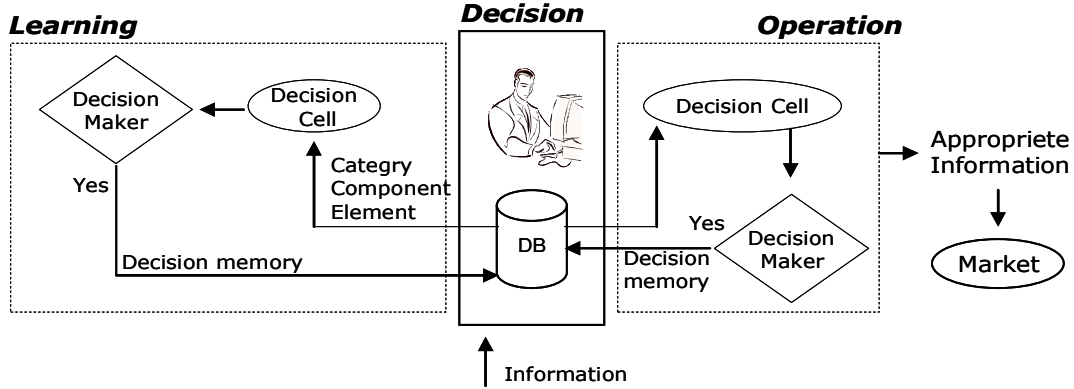 Learning
Decision
Operation
Decision
Maker
Decision
Cell
Categry
Component
Element
Yes
Decision memory
DB
Decision Cell
Yes
Decision
Maker
Decision
memory
Appropriete
Information
Market
Information